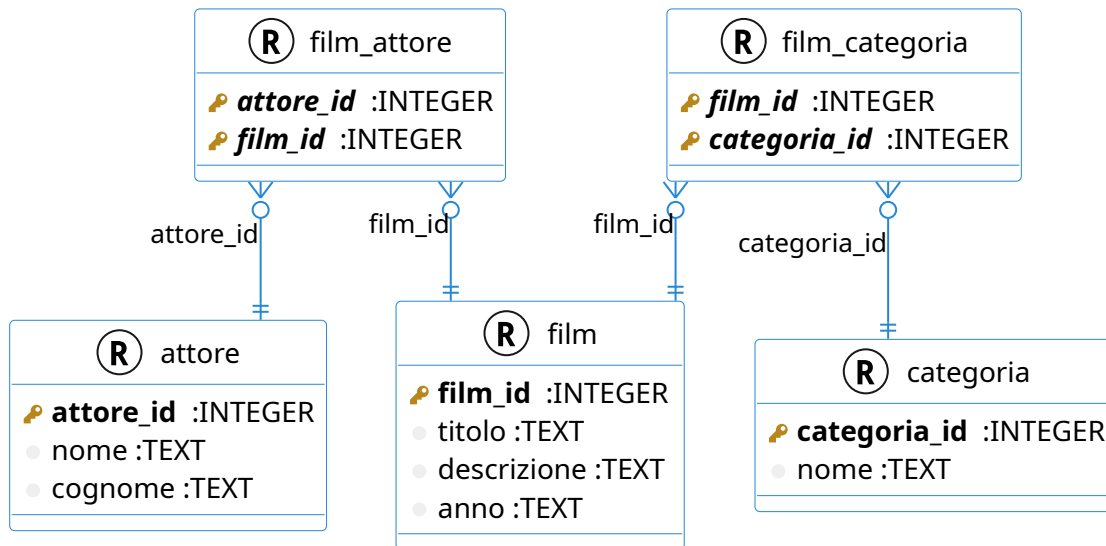 R film_attore
attore_id :INTEGER
film_id :INTEGER
R film_categoria
film_id :INTEGER
categoria_id :INTEGER
attore_id
film_id
film_id
categoria_id
R attore
attore_id :INTEGER
nome :TEXT
cognome :TEXT
R film
film_id :INTEGER
titolo :TEXT
descrizione :TEXT
anno :TEXT
R categoria
categoria_id :INTEGER
nome :TEXT